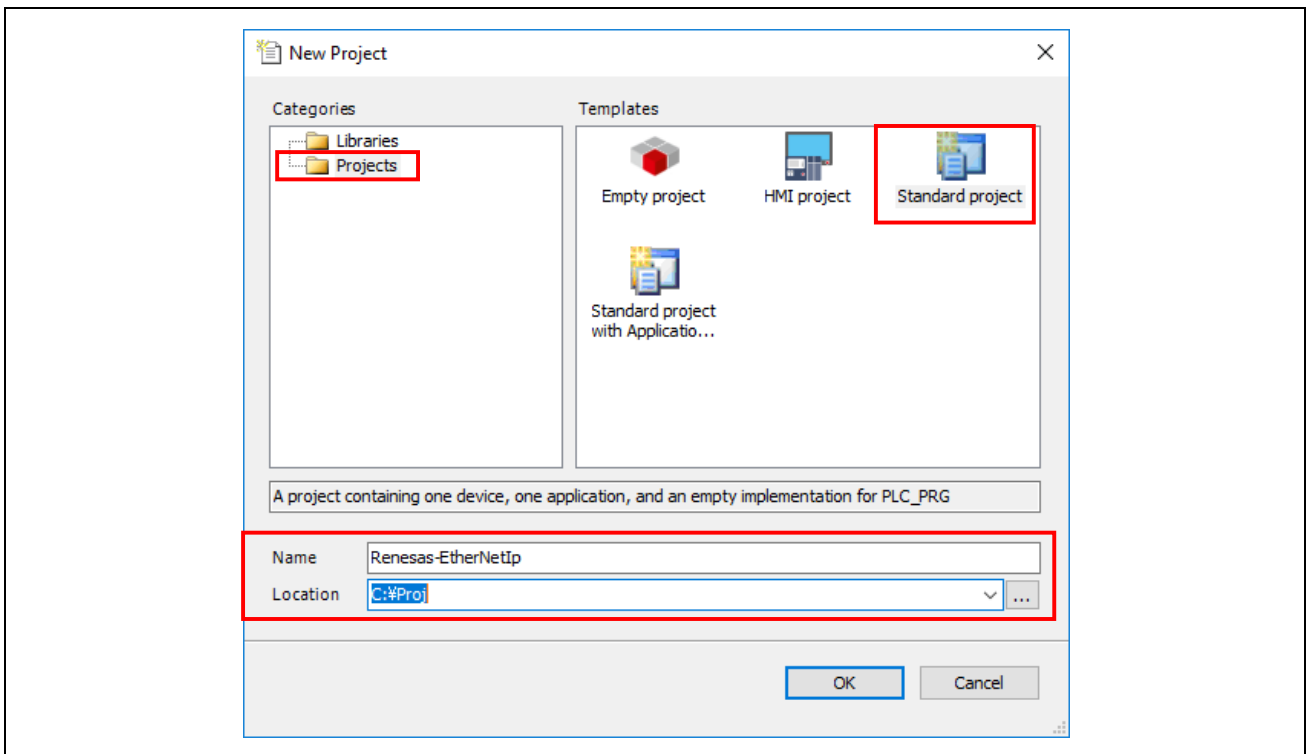 New Project
Categories
Templates
Libraries
Projects
Empty project
HMI project
Standard project
Standard project
with Applicatio...
A project containing one device, one application, and an empty implementation for PLC_PRG
Name
Renesas-EtherNetIp
Location
C:¥Proj
...
OK
Cancel